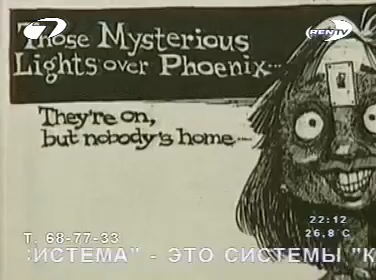 Those Mysterious
Lights over Phoenix...
They're on,
but nobody's home...
7
REN TV
22:12
26.8°C
Т. 68-77-33
ИСТЕМА" - ЭТО СИСТЕМЫ "К